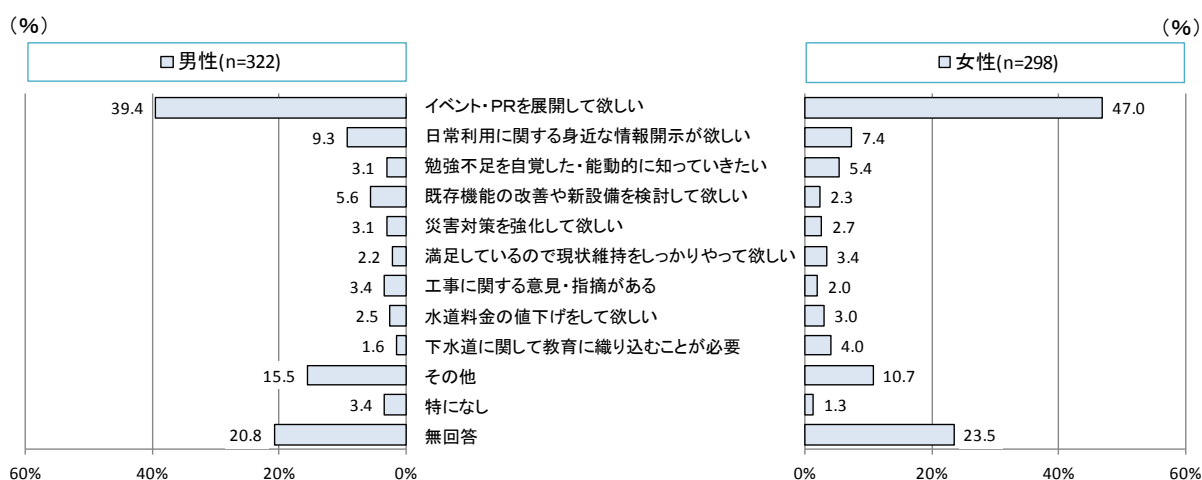 (%) (%)
男性(n=322) 女性(n=298)
39.4 イベント・PRを展開して欲しい 47.0
9.3 日常利用に関する身近な情報開示が欲しい 7.4
3.1 勉強不足を自覚した・能動的に知っていきたい 5.4
5.6 既存機能の改善や新設備を検討して欲しい 2.3
3.1 災害対策を強化して欲しい 2.7
2.2 満足しているので現状維持をしっかりやって欲しい 3.4
3.4 工事に関する意見・指摘がある 2.0
2.5 水道料金の値下げをして欲しい 3.0
1.6 下水道に関して教育に織り込むことが必要 4.0
15.5 その他 10.7
3.4 特になし 1.3
20.8 無回答 23.5
60% 40% 20% 0% 0% 20% 40% 60%